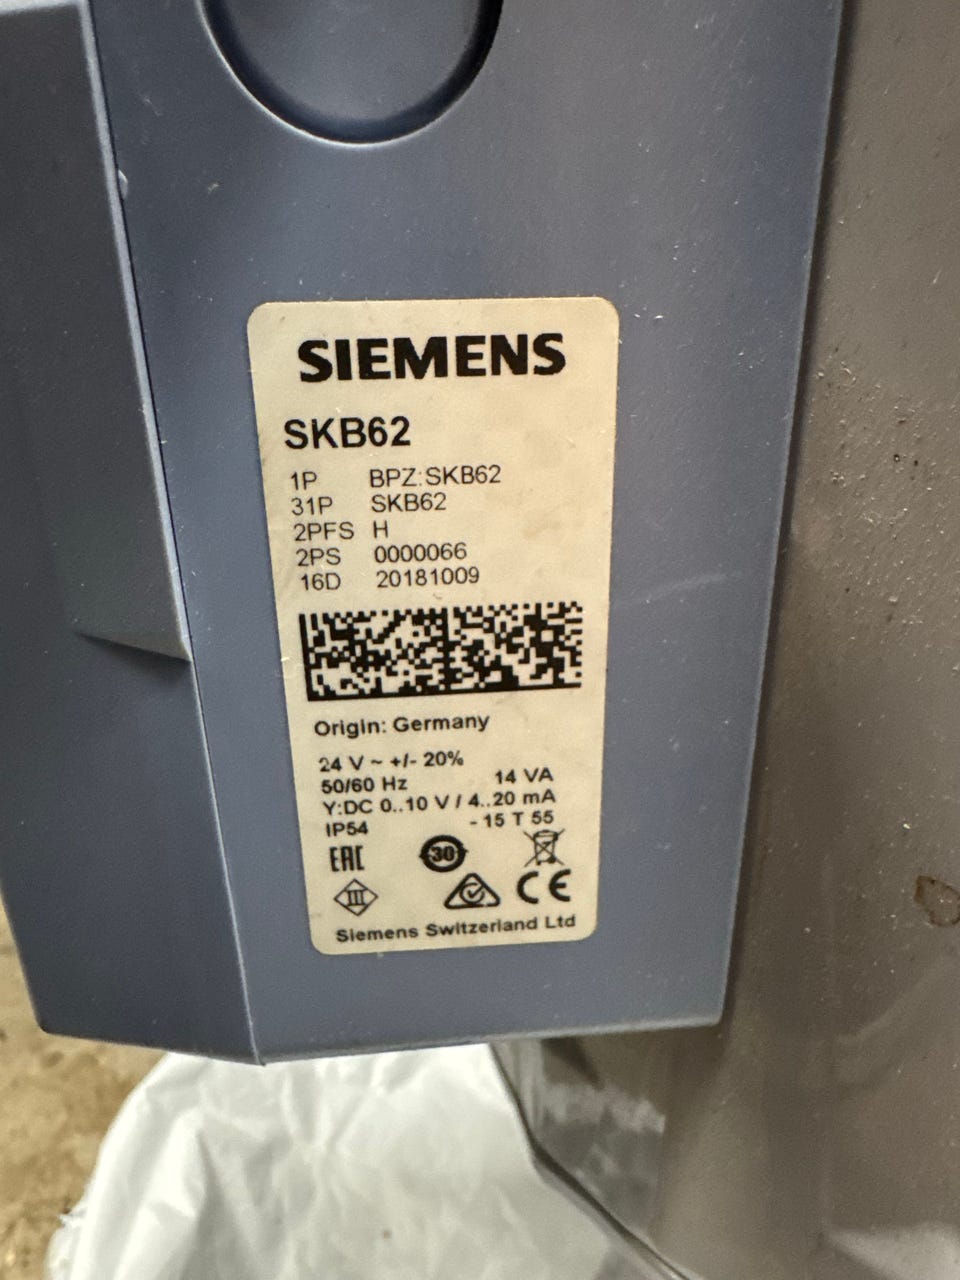 SIEMENS
SKB62
1P BPZ:SKB62
31P SKB62
2PFS H
2PS 0000066
16D 20181009
Origin: Germany
24 V ~ +/- 20%
50/60 Hz 14 VA
Y:DC 0..10 V / 4..20 mA
IP54 - 15 T 55
EAC 30
III CE
Siemens Switzerland Ltd